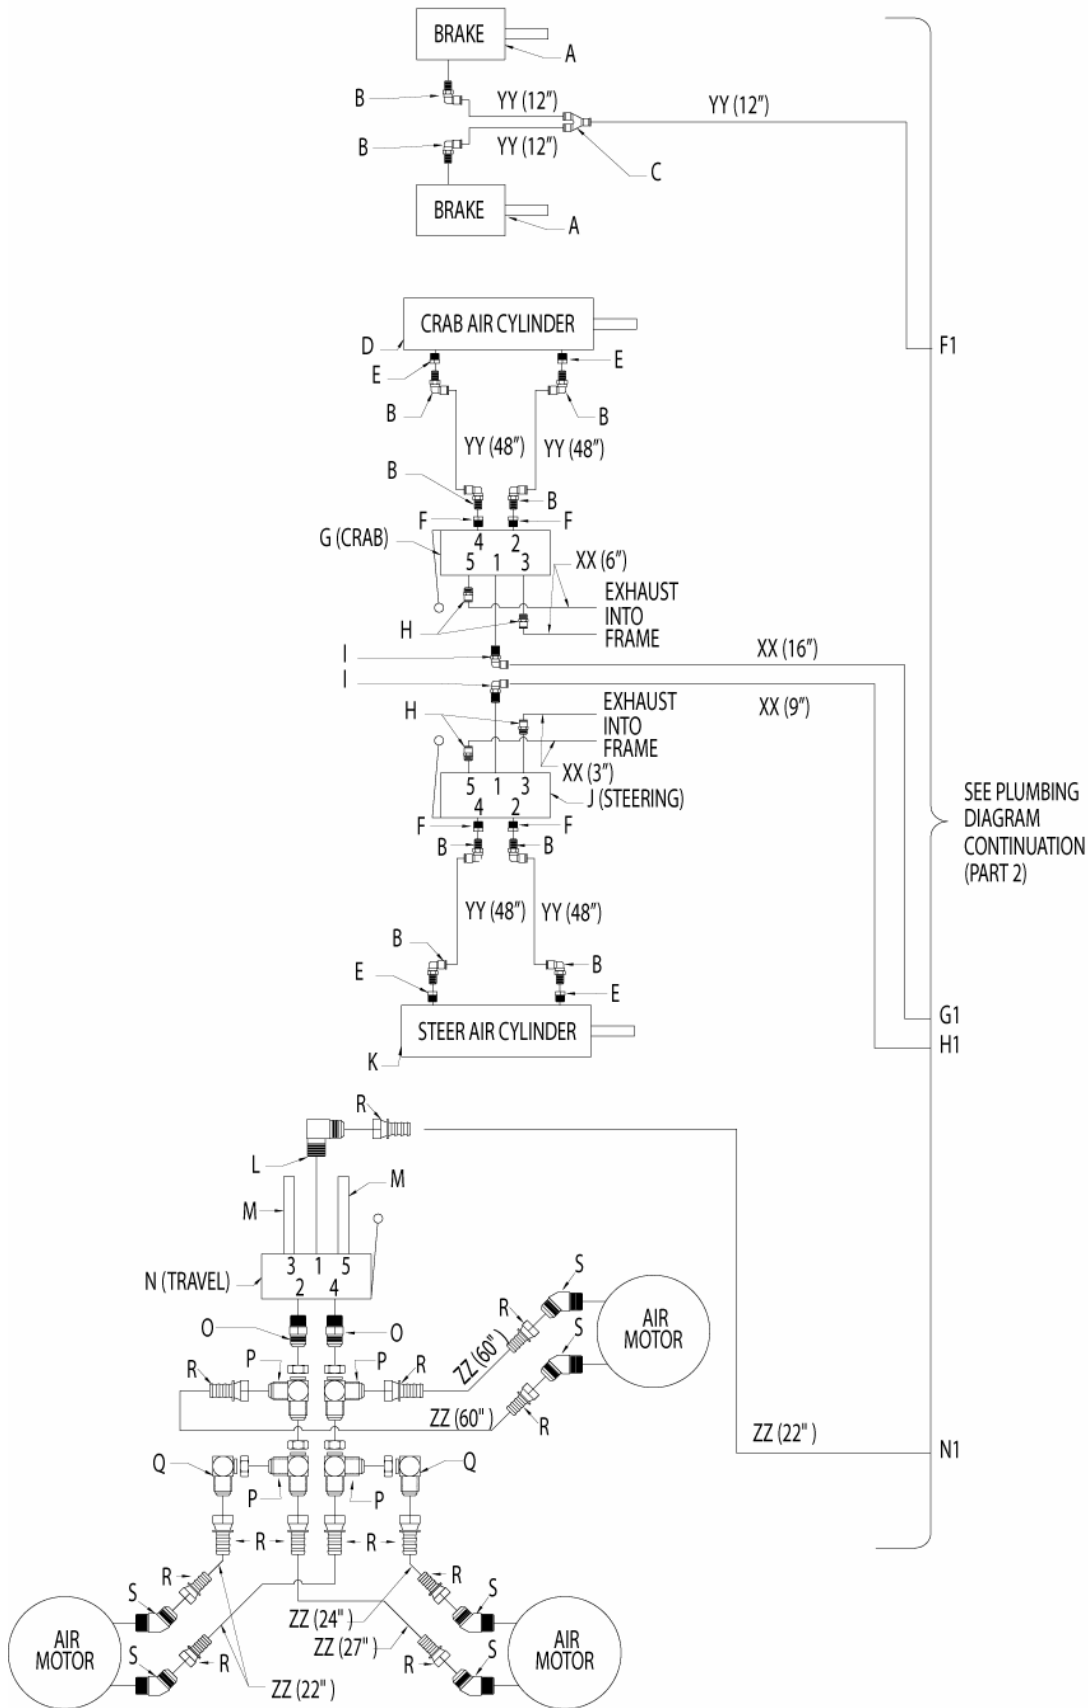 BRAKE
A
B
YY (12")
YY (12")
B
YY (12")
C
BRAKE
A
CRAB AIR CYLINDER
D
F1
E
E
B
B
YY (48")
YY (48")
B
B
F
F
G (CRAB)
4 2
5 1 3
XX (6")
EXHAUST
INTO
FRAME
H
I
XX (16")
I
XX (9")
EXHAUST
INTO
FRAME
H
XX (3")
5 1 3
4 2
J (STEERING)
SEE PLUMBING
DIAGRAM
CONTINUATION
(PART 2)
F
F
B
B
YY (48")
YY (48")
B
B
E
E
STEER AIR CYLINDER
K
G1
H1
R
L
M
M
3 1 5
2 4
N (TRAVEL)
S
R
AIR
MOTOR
O
O
S
ZZ (60")
P
P
R
R
ZZ (60")
R
ZZ (22")
N1
Q
Q
P
P
R
R
R
R
S
S
ZZ (24")
ZZ (27")
AIR
MOTOR
AIR
MOTOR
S
R
R
S
ZZ (22")